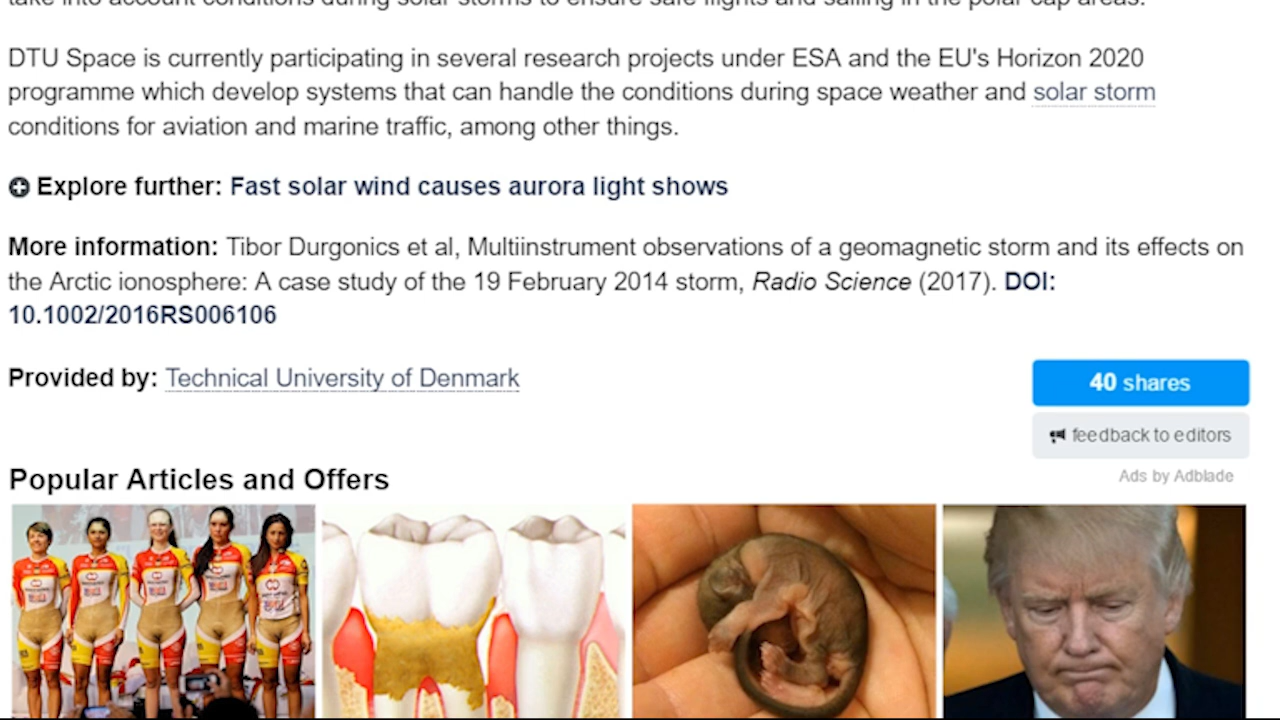 take into account conditions during solar storms to ensure safe flights and sailing in the polar cap areas.
DTU Space is currently participating in several research projects under ESA and the EU's Horizon 2020
programme which develop systems that can handle the conditions during space weather and solar storm
conditions for aviation and marine traffic, among other things.
Explore further: Fast solar wind causes aurora light shows
More information: Tibor Durgonics et al, Multiinstrument observations of a geomagnetic storm and its effects on
the Arctic ionosphere: A case study of the 19 February 2014 storm, Radio Science (2017). DOI:
10.1002/2016RS006106
Provided by: Technical University of Denmark
40 shares
feedback to editors
Popular Articles and Offers
Ads by Adblade